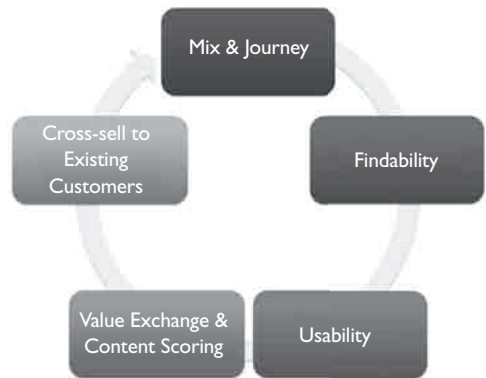 Mix & Journey
Findability
Usability
Value Exchange &
Content Scoring
Cross-sell to
Existing
Customers